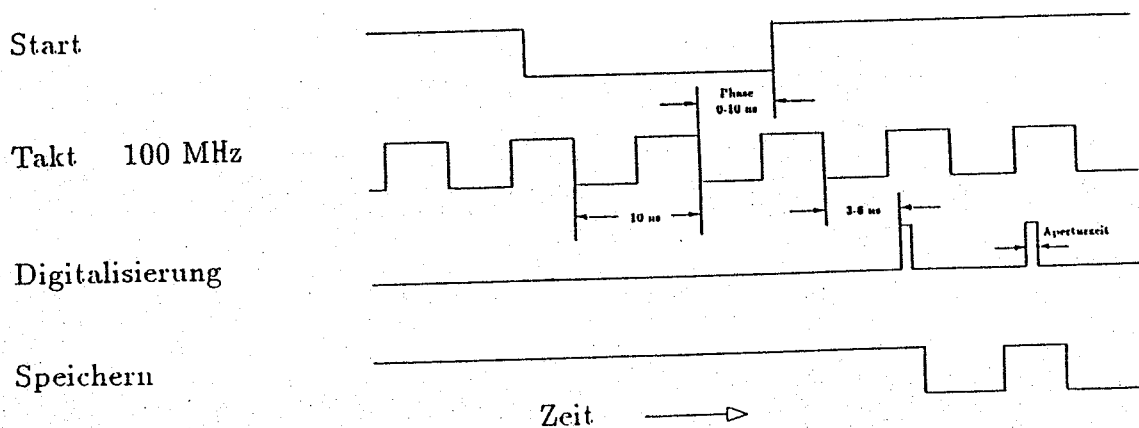 Start
Phase
0-10 ns
Takt 100 MHz
10 ns
3-6 ns
Aperturzeit
Digitalisierung
Speichern
Zeit